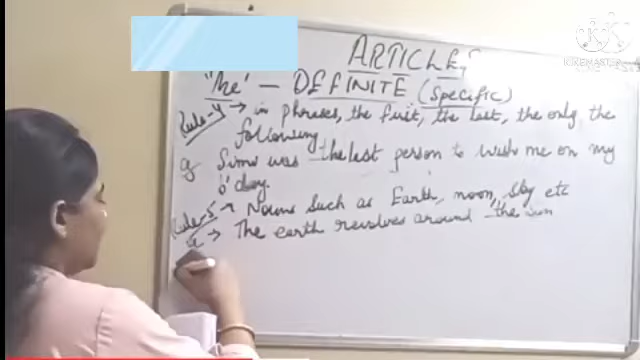 ARTICLES
"The" – DEFINITE (Specific)
Rule-4 → in phrases, the first, the last, the only the
following
eg Simi was the last person to wish me on my
b'day.
Rule-5 → Nouns such as Earth, moon, sky etc
→ The earth revolves around the sun
KINEMASTER